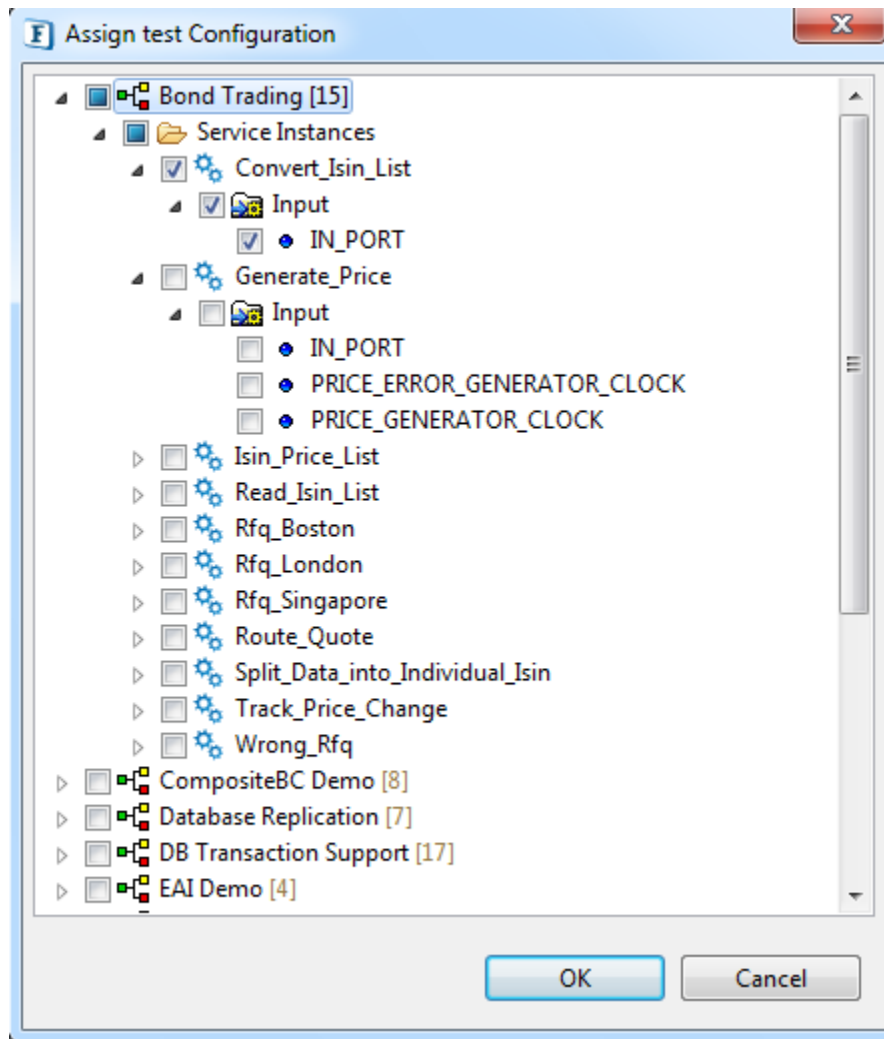 F Assign test Configuration
x
Bond Trading [15]
Service Instances
Convert_Isin_List
Input
IN_PORT
Generate_Price
Input
IN_PORT
PRICE_ERROR_GENERATOR_CLOCK
PRICE_GENERATOR_CLOCK
Isin_Price_List
Read_Isin_List
Rfq_Boston
Rfq_London
Rfq_Singapore
Route_Quote
Split_Data_into_Individual_Isin
Track_Price_Change
Wrong_Rfq
CompositeBC Demo [8]
Database Replication [7]
DB Transaction Support [17]
EAI Demo [4]
OK Cancel